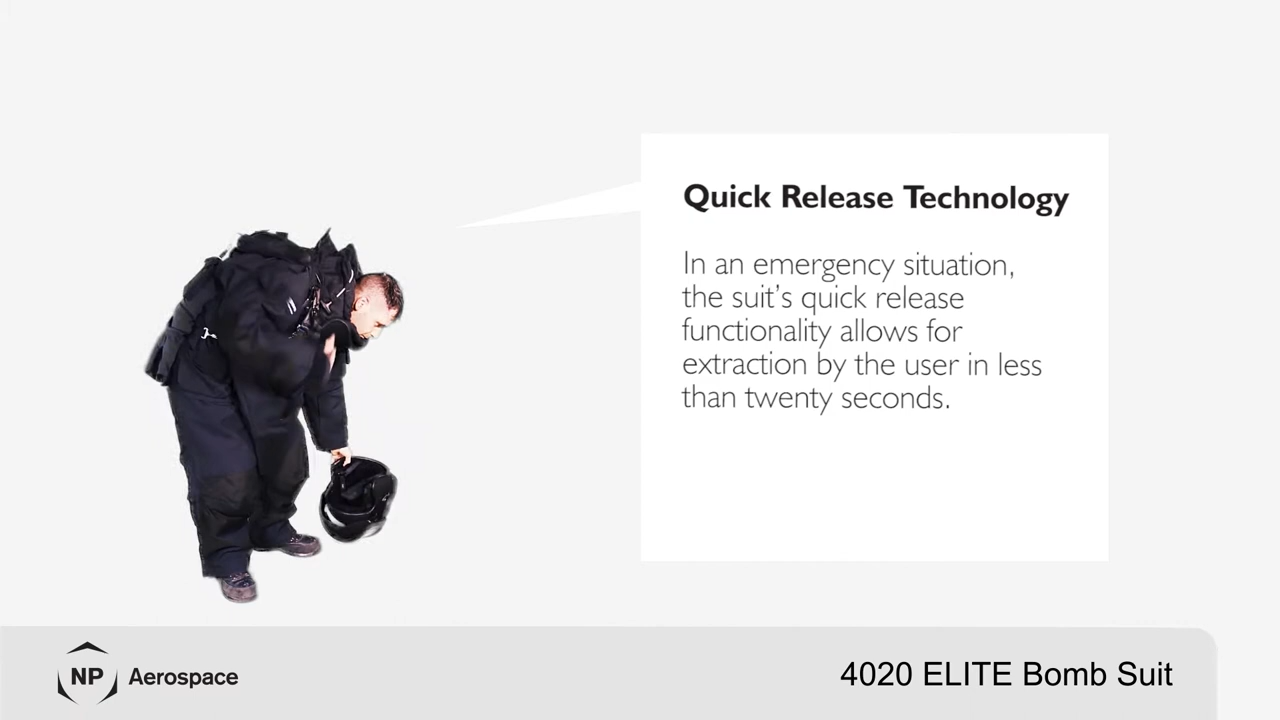 Quick Release Technology
In an emergency situation,
the suit's quick release
functionality allows for
extraction by the user in less
than twenty seconds.
NP Aerospace
4020 ELITE Bomb Suit